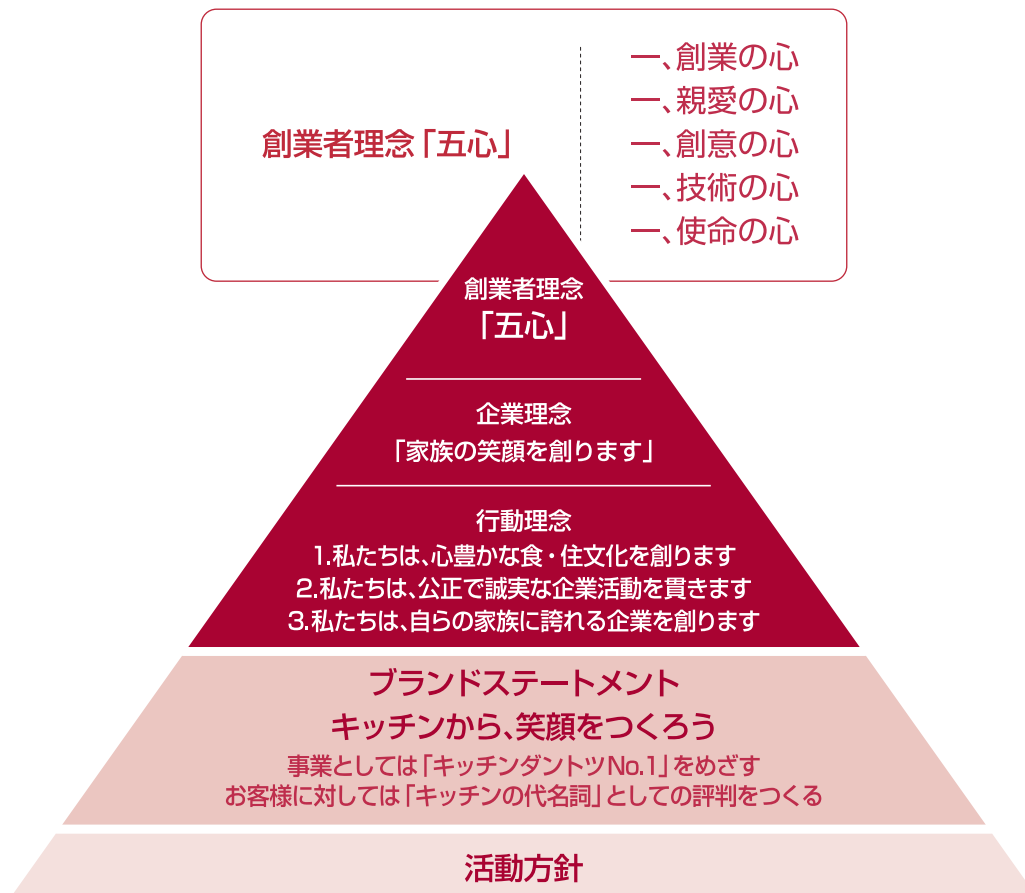 創業者理念「五心」
一、創業の心
一、親愛の心
一、創意の心
一、技術の心
一、使命の心
創業者理念
「五心」
企業理念
「家族の笑顔を創ります」
行動理念
1.私たちは、心豊かな食・住文化を創ります
2.私たちは、公正で誠実な企業活動を貫きます
3.私たちは、自らの家族に誇れる企業を創ります
ブランドステートメント
キッチンから、笑顔をつくろう
事業としては「キッチンダントツNo.1」をめざす
お客様に対しては「キッチンの代名詞」としての評判をつくる
活動方針